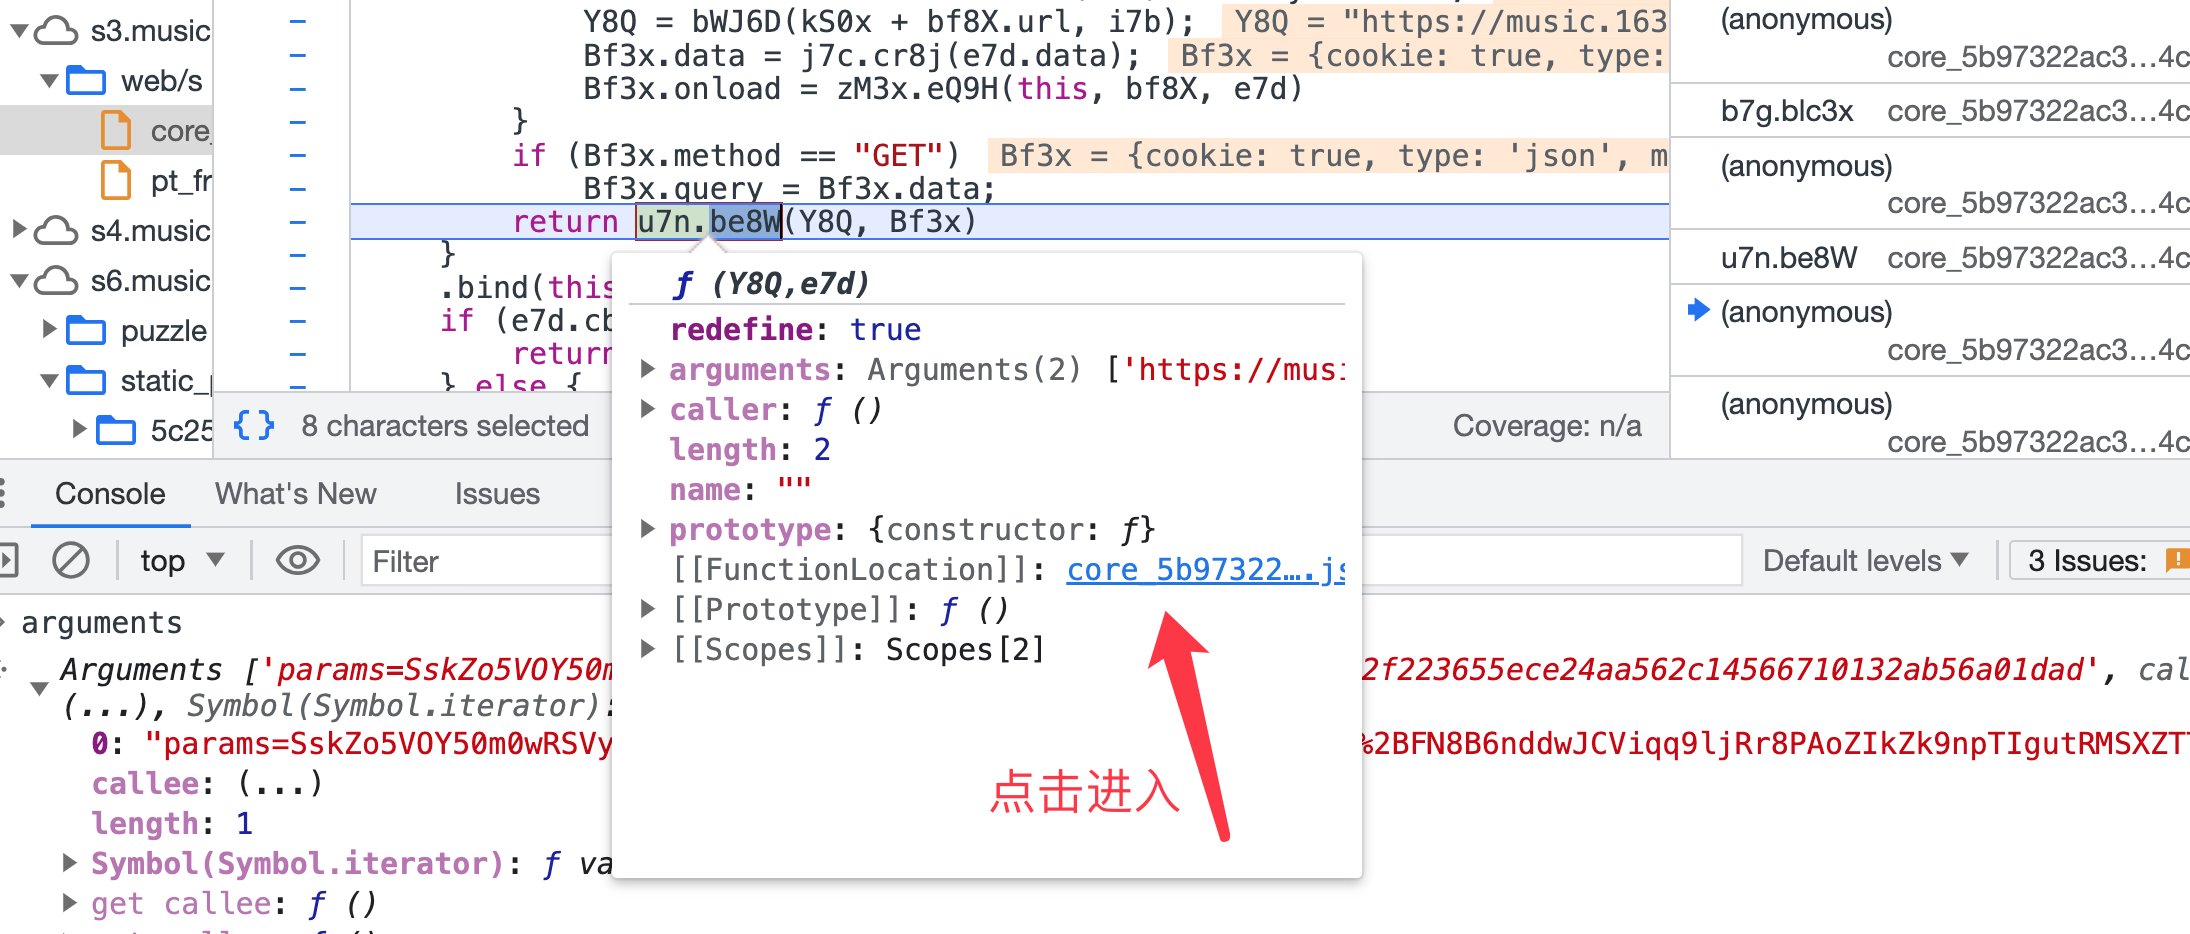 s3.music
web/s
core_
pt_fr
s4.music
s6.music
puzzle
static_p
5c25
Y8Q = bWJ6D(kS0x + bf8X.url, i7b); Y8Q = "https://music.163
Bf3x.data = j7c.cr8j(e7d.data); Bf3x = {cookie: true, type:
Bf3x.onload = zM3x.eQ9H(this, bf8X, e7d)
}
if (Bf3x.method == "GET") Bf3x = {cookie: true, type: 'json', m
Bf3x.query = Bf3x.data;
return u7n.be8W(Y8Q, Bf3x)
}
.bind(this
if (e7d.cb
return
} else {
{} 8 characters selected
Coverage: n/a
(anonymous)
core_5b97322ac3…4c
b7g.blc3x core_5b97322ac3…4c
(anonymous)
core_5b97322ac3…4c
u7n.be8W core_5b97322ac3…4c
(anonymous)
core_5b97322ac3…4c
(anonymous)
core_5b97322ac3…4c
ƒ (Y8Q,e7d)
redefine: true
arguments: Arguments(2) ['https://musi
caller: ƒ ()
length: 2
name: ""
prototype: {constructor: ƒ}
[[FunctionLocation]]: core_5b97322….js
[[Prototype]]: ƒ ()
[[Scopes]]: Scopes[2]
点击进入
Console What's New Issues
top Filter Default levels 3 Issues:
arguments
Arguments ['params=SskZo5VOY50m 2f223655ece24aa562c14566710132ab56a01dad', cal
(...), Symbol(Symbol.iterator):
0: "params=SskZo5VOY50m0wRSVy %2BFN8B6nddwJCViqq9ljRr8PAoZIkZk9npTIgutRMSXZT
callee: (...)
length: 1
Symbol(Symbol.iterator): ƒ va
get callee: ƒ ()